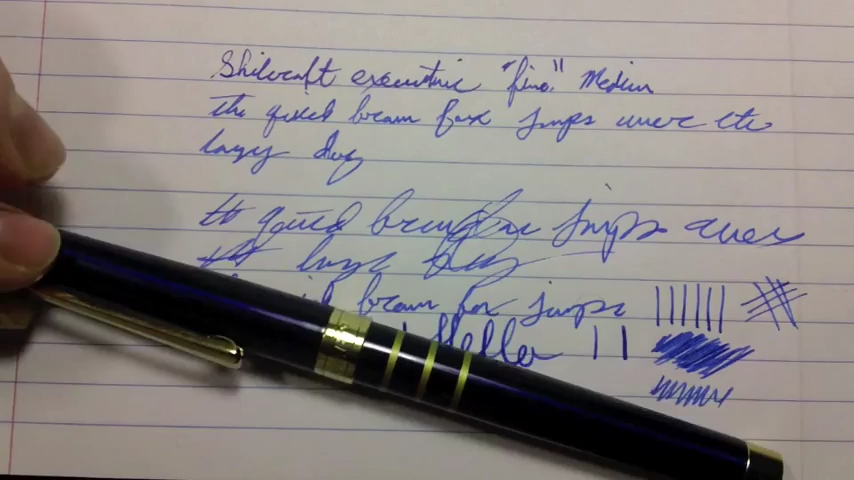 Shilocraft executive "fine" Medium
the quick brown fox jumps over the
lazy dog
the quick brown fox jumps over
the lazy dog
brown fox jumps
Hello